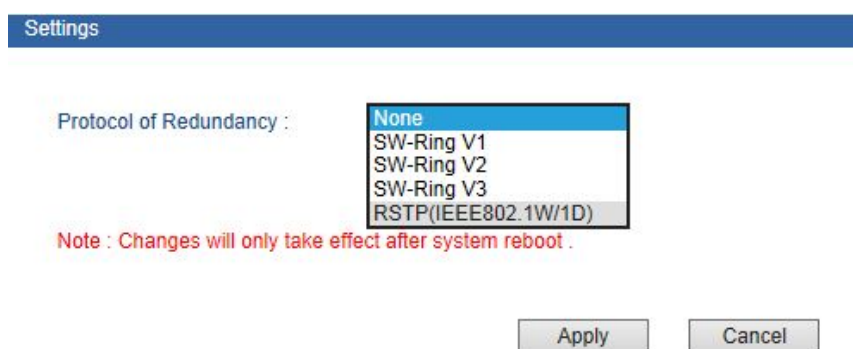 Settings
Protocol of Redundancy :
None
SW-Ring V1
SW-Ring V2
SW-Ring V3
RSTP(IEEE802.1W/1D)
Note : Changes will only take effect after system reboot .
Apply Cancel